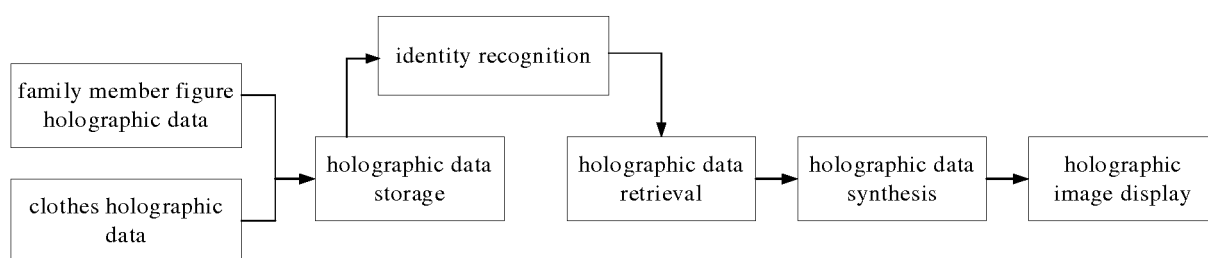 family member figure
holographic data
clothes holographic
data
holographic data
storage
identity recognition
holographic data
retrieval
holographic data
synthesis
holographic
image display